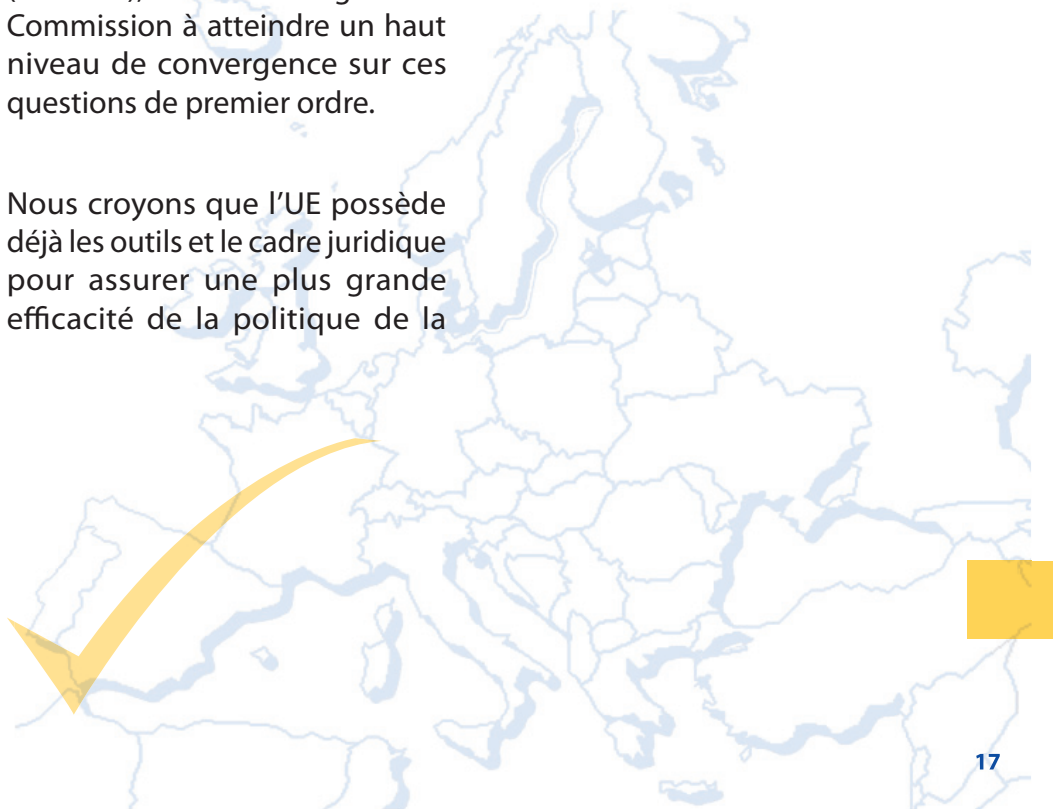 Commission à atteindre un haut
niveau de convergence sur ces
questions de premier ordre.
Nous croyons que l’UE possède
déjà les outils et le cadre juridique
pour assurer une plus grande
efficacité de la politique de la
17